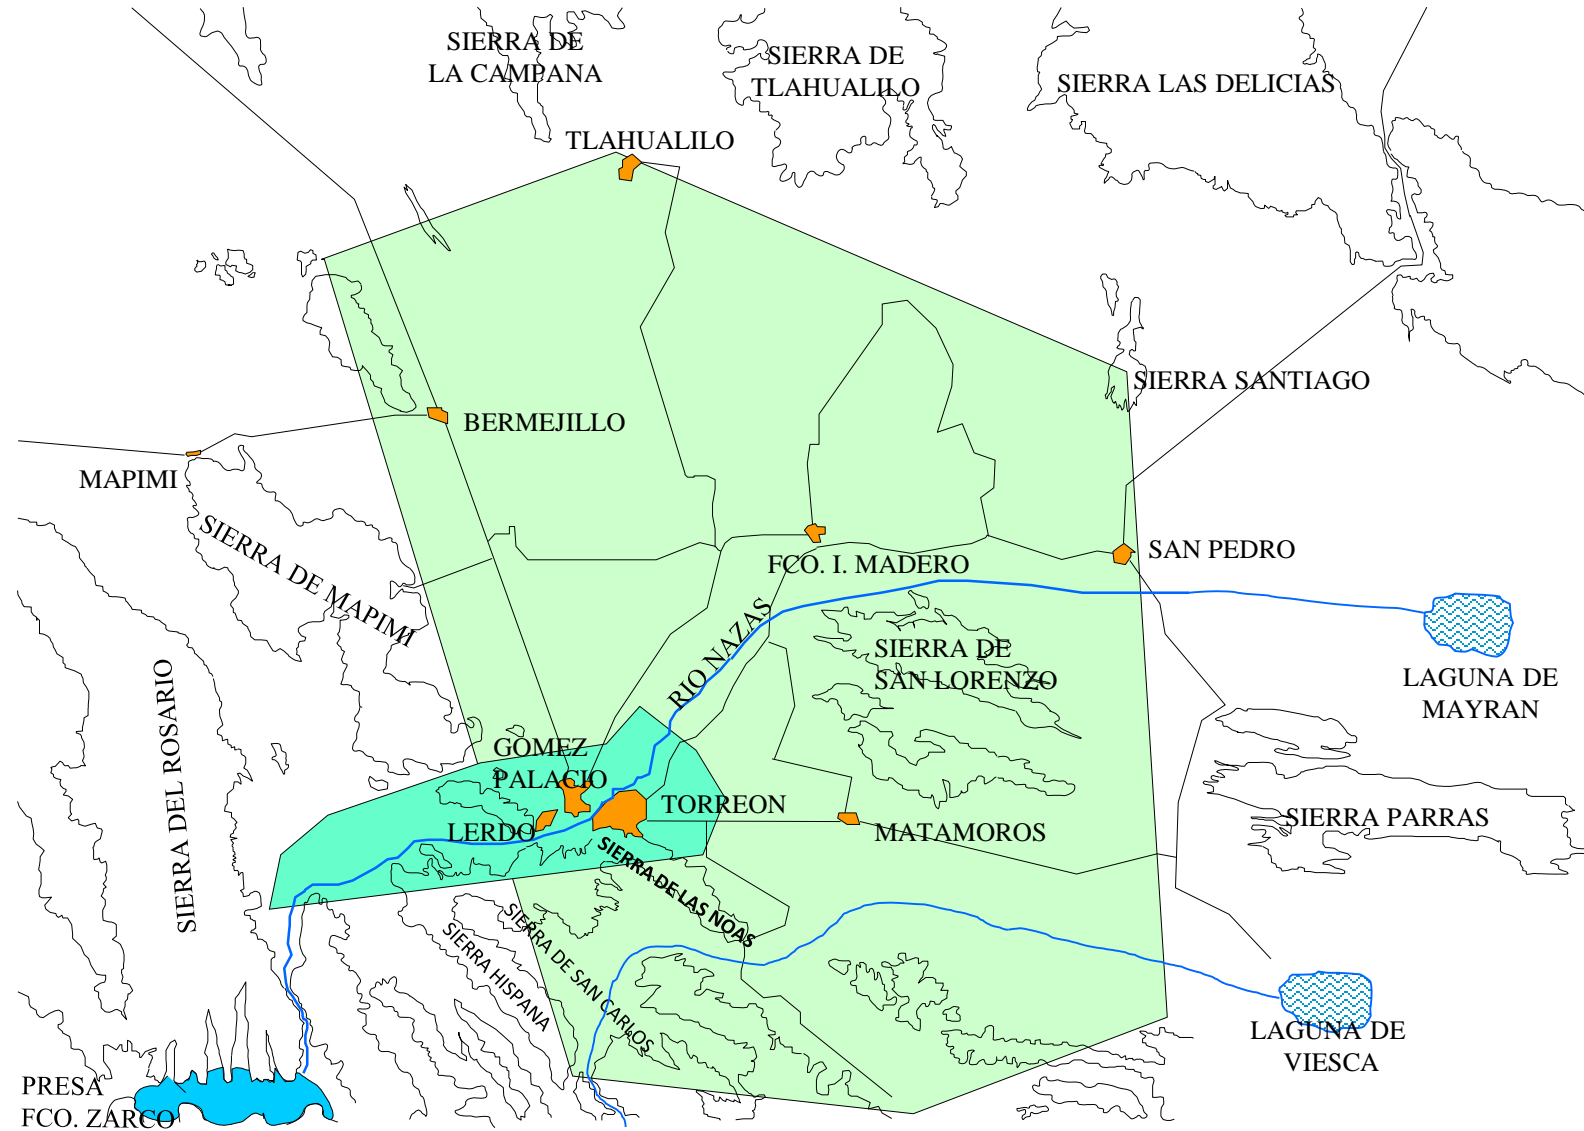 SIERRA DE
LA CAMPANA
SIERRA DE
TLAHUALILO
SIERRA LAS DELICIAS
TLAHUALILO
SIERRA SANTIAGO
BERMEJILLO
MAPIMI
SIERRA DE MAPIMI
SAN PEDRO
FCO. I. MADERO
RIO NAZAS
SIERRA DE
SAN LORENZO
LAGUNA DE
MAYRAN
SIERRA DEL ROSARIO
GOMEZ
PALACIO
TORREON
LERDO
MATAMOROS
SIERRA PARRAS
SIERRA DE LAS NOAS
SIERRA DE SAN CARLOS
SIERRA HISPANA
LAGUNA DE
VIESCA
PRESA
FCO. ZARCO